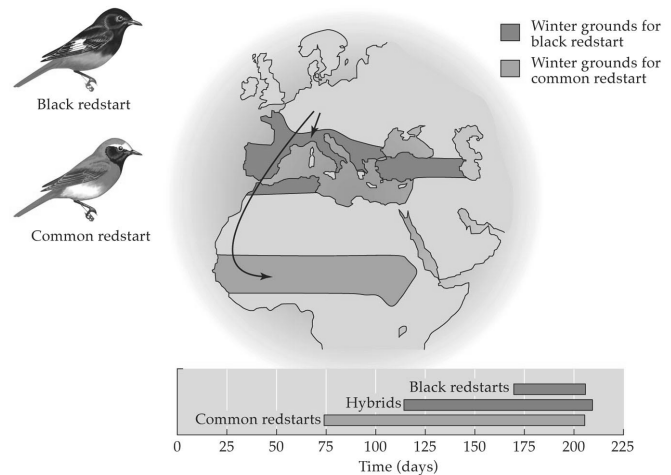 Winter grounds for
black redstart
Winter grounds for
common redstart
Black redstart
Common redstart
Black redstarts
Hybrids
Common redstarts
0 25 50 75 100 125 150 175 200 225
Time (days)